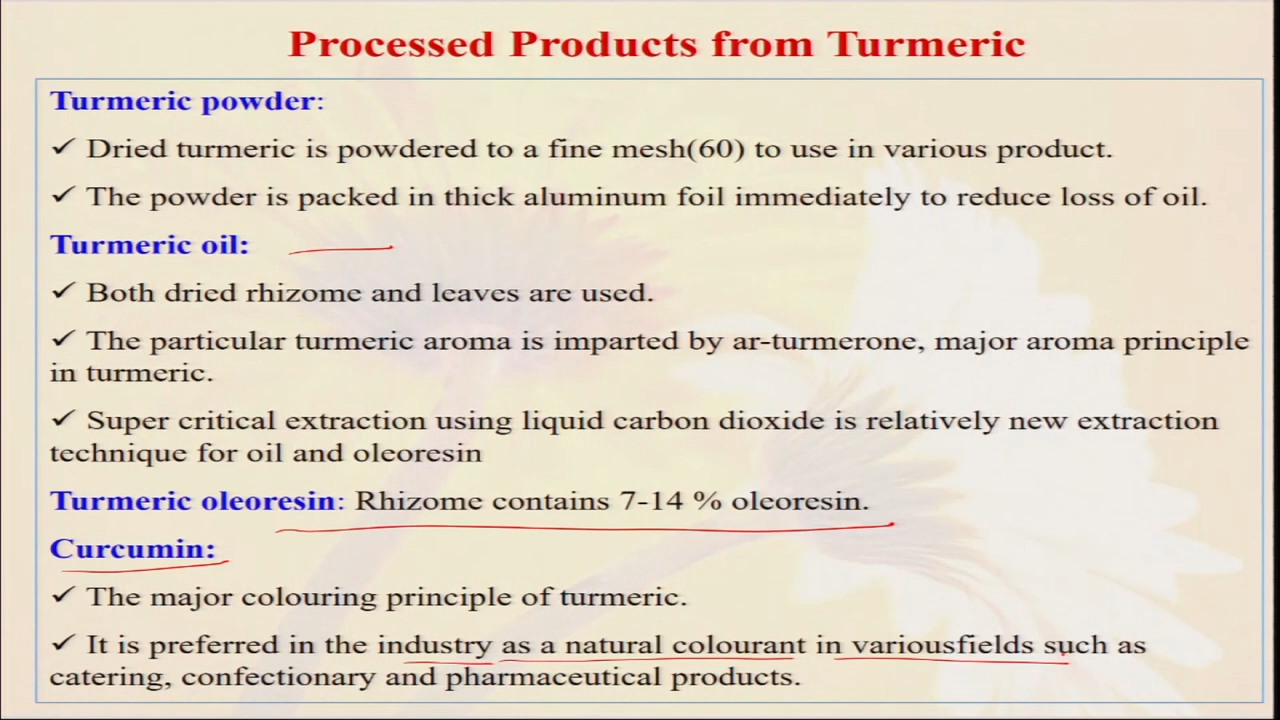 Processed Products from Turmeric
Turmeric powder:
✓ Dried turmeric is powdered to a fine mesh(60) to use in various product.
✓ The powder is packed in thick aluminum foil immediately to reduce loss of oil.
Turmeric oil:
✓ Both dried rhizome and leaves are used.
✓ The particular turmeric aroma is imparted by ar-turmerone, major aroma principle
in turmeric.
✓ Super critical extraction using liquid carbon dioxide is relatively new extraction
technique for oil and oleoresin
Turmeric oleoresin: Rhizome contains 7-14 % oleoresin.
Curcumin:
✓ The major colouring principle of turmeric.
✓ It is preferred in the industry as a natural colourant in variousfields such as
catering, confectionary and pharmaceutical products.